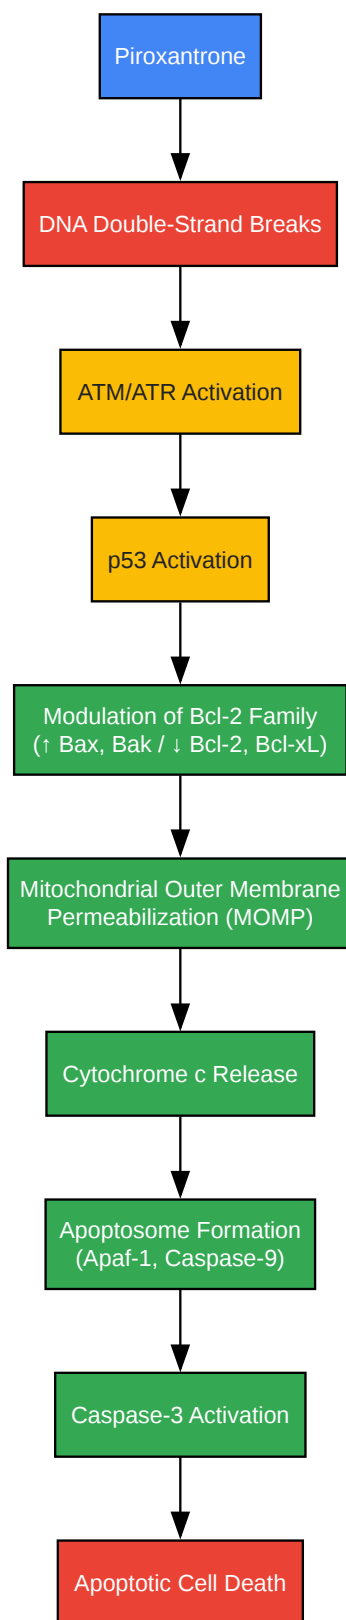 Piroxantrone
DNA Double-Strand Breaks
ATM/ATR Activation
p53 Activation
Modulation of Bcl-2 Family
(↑ Bax, Bak / ↓ Bcl-2, Bcl-xL)
Mitochondrial Outer Membrane
Permeabilization (MOMP)
Cytochrome c Release
Apoptosome Formation
(Apaf-1, Caspase-9)
Caspase-3 Activation
Apoptotic Cell Death